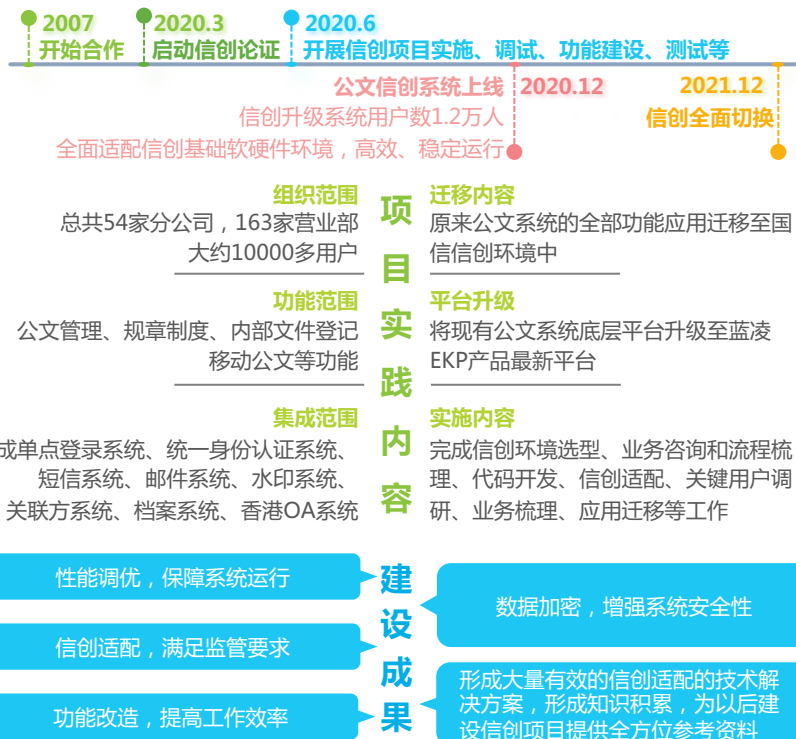 2007
开始合作
2020.3
启动信创论证
2020.6
开展信创项目实施、调试、功能建设、测试等
公文信创系统上线
2020.12
信创升级系统用户数1.2万人
全面适配信创基础软硬件环境，高效、稳定运行
2021.12
信创全面切换
项目实践内容
组织范围
总共54家分公司，163家营业部
大约10000多用户
迁移内容
原来公文系统的全部功能应用迁移至国
信信创环境中
功能范围
公文管理、规章制度、内部文件登记
移动公文等功能
平台升级
将现有公文系统底层平台升级至蓝凌
EKP产品最新平台
集成范围
成单点登录系统、统一身份认证系统、
短信系统、邮件系统、水印系统、
关联方系统、档案系统、香港OA系统
实施内容
完成信创环境选型、业务咨询和流程梳
理、代码开发、信创适配、关键用户调
研、业务梳理、应用迁移等工作
建设成果
性能调优，保障系统运行
信创适配，满足监管要求
功能改造，提高工作效率
数据加密，增强系统安全性
形成大量有效的信创适配的技术解
决方案，形成知识积累，为以后建
设信创项目提供全方位参考资料